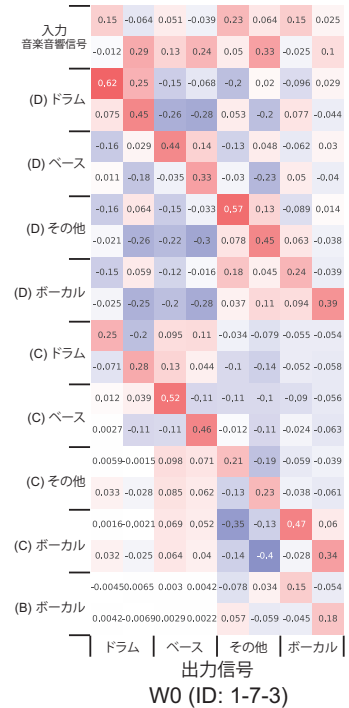 入力
音楽音響信号
0.15 -0.064 0.051 -0.039 0.23 0.064 0.15 0.025
-0.012 0.29 0.13 0.24 0.05 0.33 -0.025 0.1
(D) ドラム
0.62 0.25 -0.15 -0.068 -0.2 0.02 -0.096 0.029
0.075 0.45 -0.26 -0.28 0.053 -0.2 0.077 -0.044
(D) ベース
-0.16 0.029 0.44 0.14 -0.13 0.048 -0.062 0.03
0.011 -0.18 -0.035 0.33 -0.03 -0.23 0.05 -0.04
(D) その他
-0.16 0.064 -0.15 -0.033 0.57 0.13 -0.089 0.014
-0.021 -0.26 -0.22 -0.3 0.078 0.45 0.063 -0.038
(D) ボーカル
-0.15 0.059 -0.12 -0.016 0.18 0.045 0.24 -0.039
-0.025 -0.25 -0.2 -0.28 0.037 0.11 0.094 0.39
(C) ドラム
0.25 -0.2 0.095 0.11 -0.034 -0.079 -0.055 -0.054
-0.071 0.28 0.13 0.044 -0.1 -0.14 -0.052 -0.058
(C) ベース
0.012 0.039 0.52 -0.11 -0.11 -0.1 -0.09 -0.056
0.0027 -0.11 -0.11 0.46 -0.012 -0.11 -0.024 -0.063
(C) その他
0.0059 -0.0015 0.098 0.071 0.21 -0.19 -0.059 -0.039
0.033 -0.028 0.085 0.062 -0.13 0.23 -0.038 -0.061
(C) ボーカル
0.0016 -0.0021 0.069 0.052 -0.35 -0.13 0.47 0.06
0.032 -0.025 0.064 0.04 -0.14 -0.4 -0.028 0.34
(B) ボーカル
-0.0045 0.0065 0.003 0.0042 -0.078 0.034 0.15 -0.054
0.0042 -0.0069 0.0029 0.0022 0.057 -0.059 -0.045 0.18
ドラム ベース その他 ボーカル
出力信号
W0 (ID: 1-7-3)